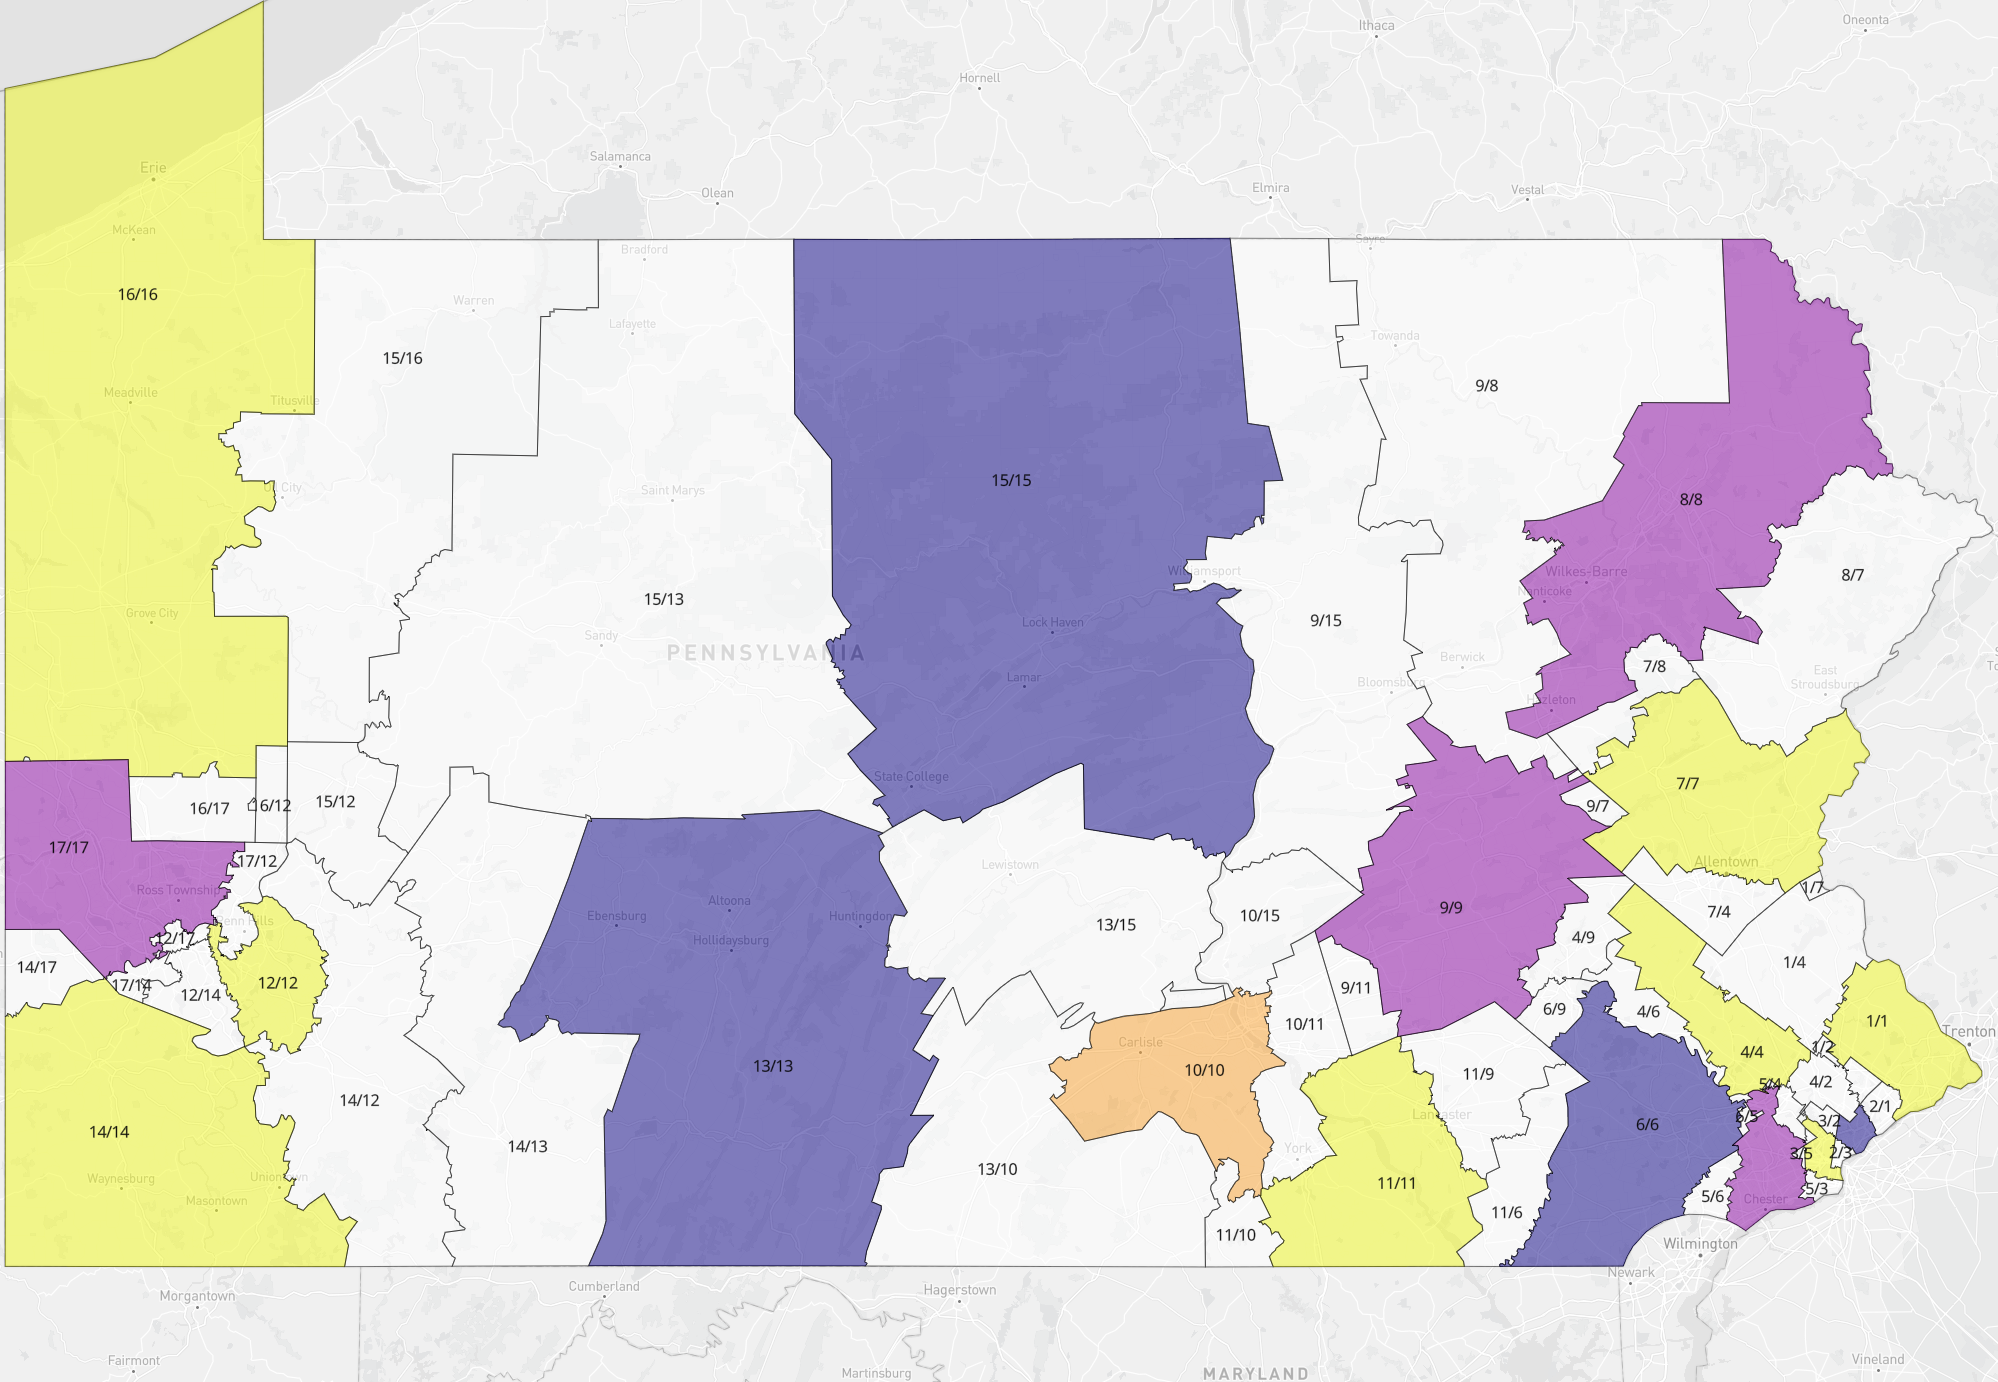 Ithaca
Oneonta
Hornell
Salamanca
Erie
Olean
Elmira
Vestal
McKean
Bradford
Sayre
16/16
Warren
Lafayette
Towanda
15/16
9/8
Meadville
Titusville
15/15
Saint Marys
8/8
Williamsport
Wilkes-Barre
8/7
Nanticoke
15/13
Grove City
Lock Haven
9/15
Sandy
PENNSYLVANIA
Berwick
7/8
East
Stroudsburg
Lamar
Bloomsburg
Hazleton
State College
7/7
16/17
6/12
15/12
9/7
17/17
17/12
Lewistown
Allentown
Ross Township
1/7
Altoona
9/9
7/4
Ebensburg
Huntingdon
10/15
13/15
Penn Hills
12/17
Hollidaysburg
4/9
14/17
1/4
17/14
12/12
9/11
12/14
6/9
4/6
10/11
1/1
Trenton
Carlisle
1/2
4/4
13/13
10/10
11/9
4/2
5/4
14/12
2/1
Lancaster
6/5
3/2
6/6
14/14
14/13
York
3/5
2/3
13/10
Waynesburg
Uniontown
11/11
5/3
5/6
Masontown
Chester
11/6
11/10
Wilmington
Newark
Cumberland
Hagerstown
Morgantown
Fairmont
Vineland
Martinsburg
MARYLAND